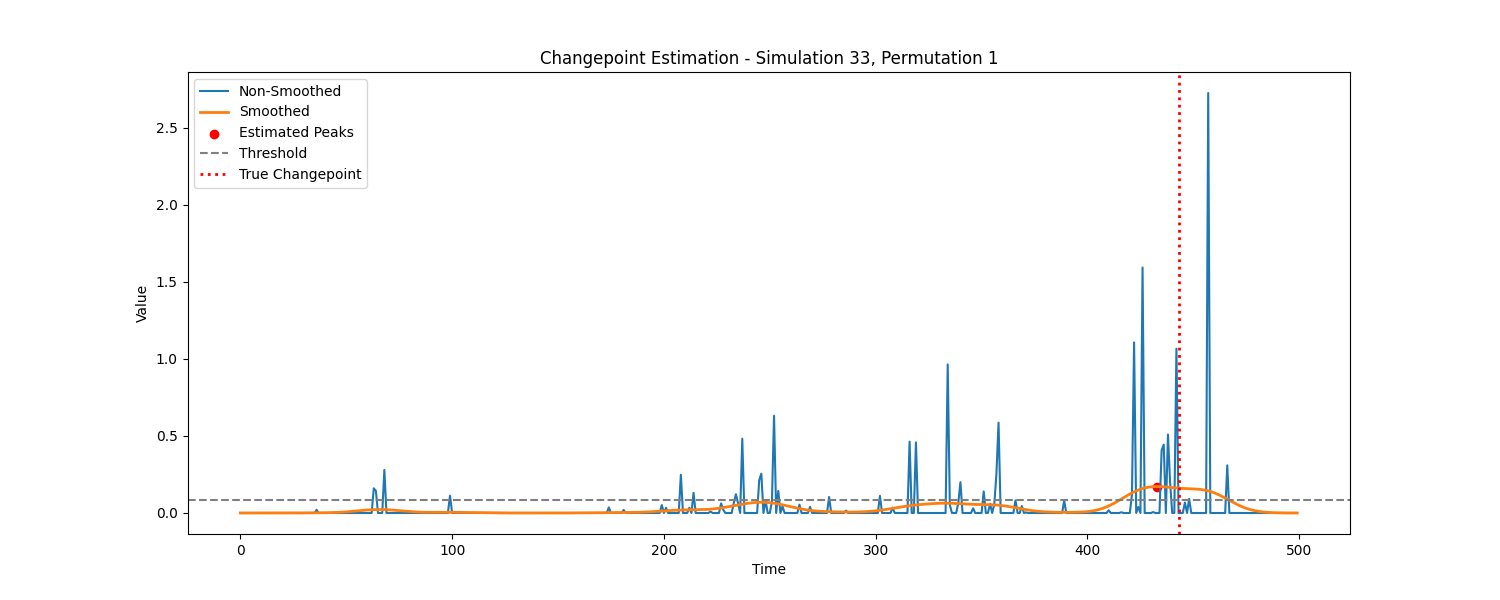 Changepoint Estimation - Simulation 33, Permutation 1
Non-Smoothed
Smoothed
Estimated Peaks
Threshold
True Changepoint
Value
2.5
2.0
1.5
1.0
0.5
0.0
0 100 200 300 400 500
Time